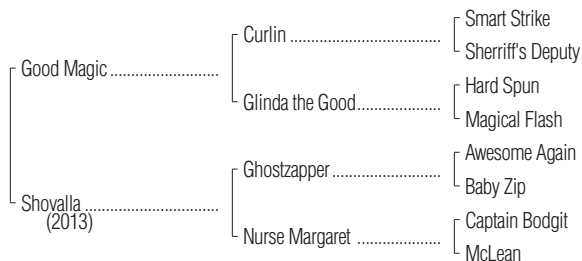 Smart Strike
Curlin
Sherriff's Deputy
Good Magic
Hard Spun
Glinda the Good
Magical Flash
Awesome Again
Ghostzapper
Baby Zip
Shovalla
(2013)
Captain Bodgit
Nurse Margaret
McLean